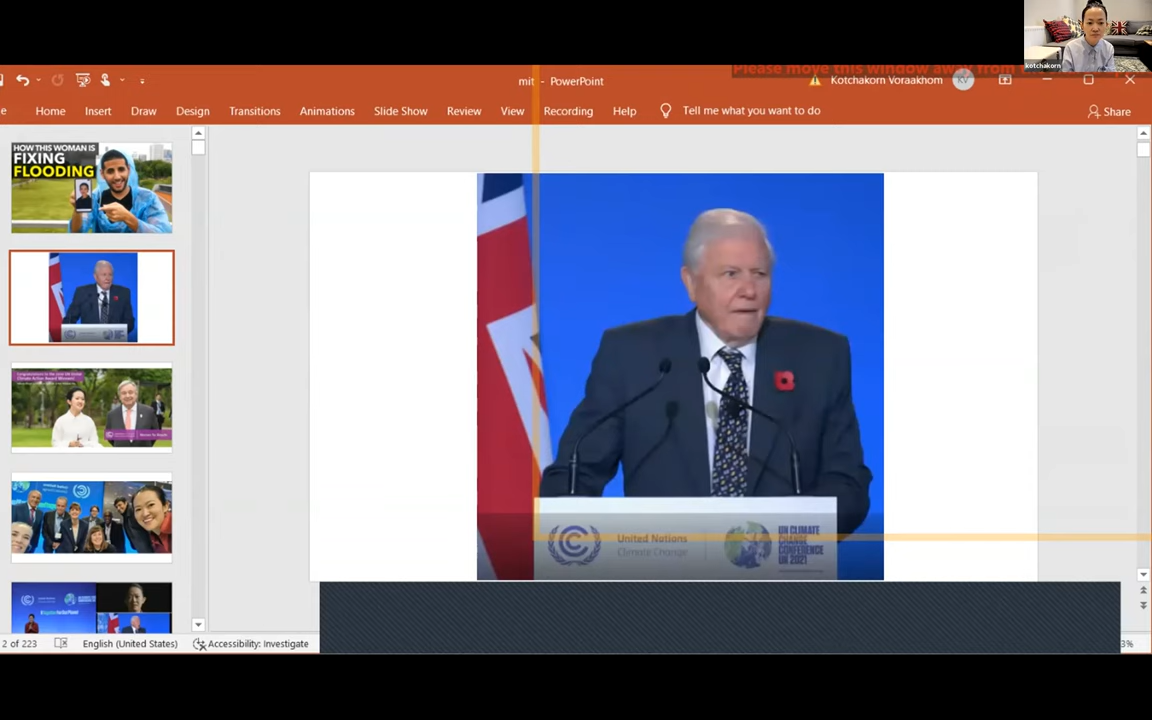 kotchakorn
Please move this window away from
mit - PowerPoint
Kotchakorn Voraakhom
KV
Home Insert Draw Design Transitions Animations Slide Show Review View Recording Help Tell me what you want to do
Share
HOW THIS WOMAN IS
FIXING
FLOODING
United Nations
Climate Change
UN CLIMATE
CHANGE
CONFERENCE
UK 2021
2 of 223 English (United States) Accessibility: Investigate
3%